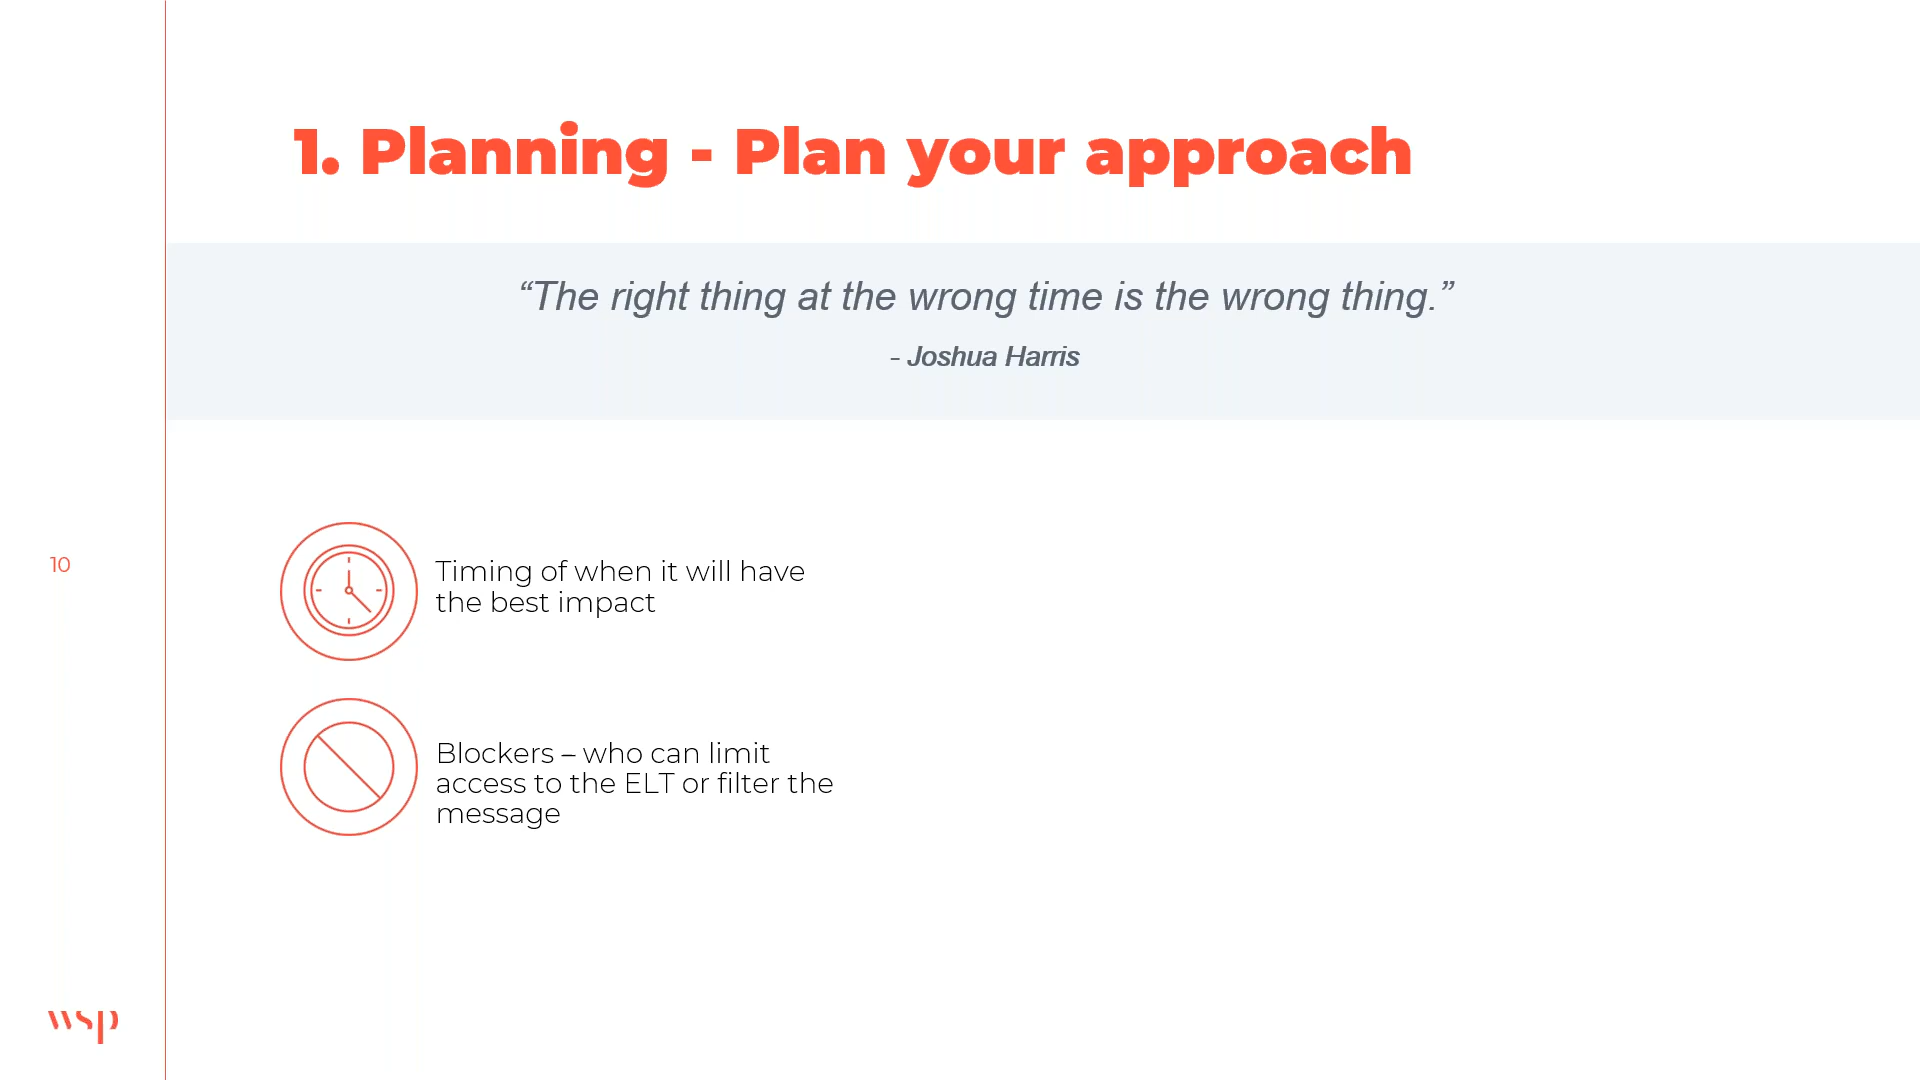 1. Planning - Plan your approach
“The right thing at the wrong time is the wrong thing.”
- Joshua Harris
Timing of when it will have
the best impact
10
Blockers – who can limit
access to the ELT or filter the
message
wsp